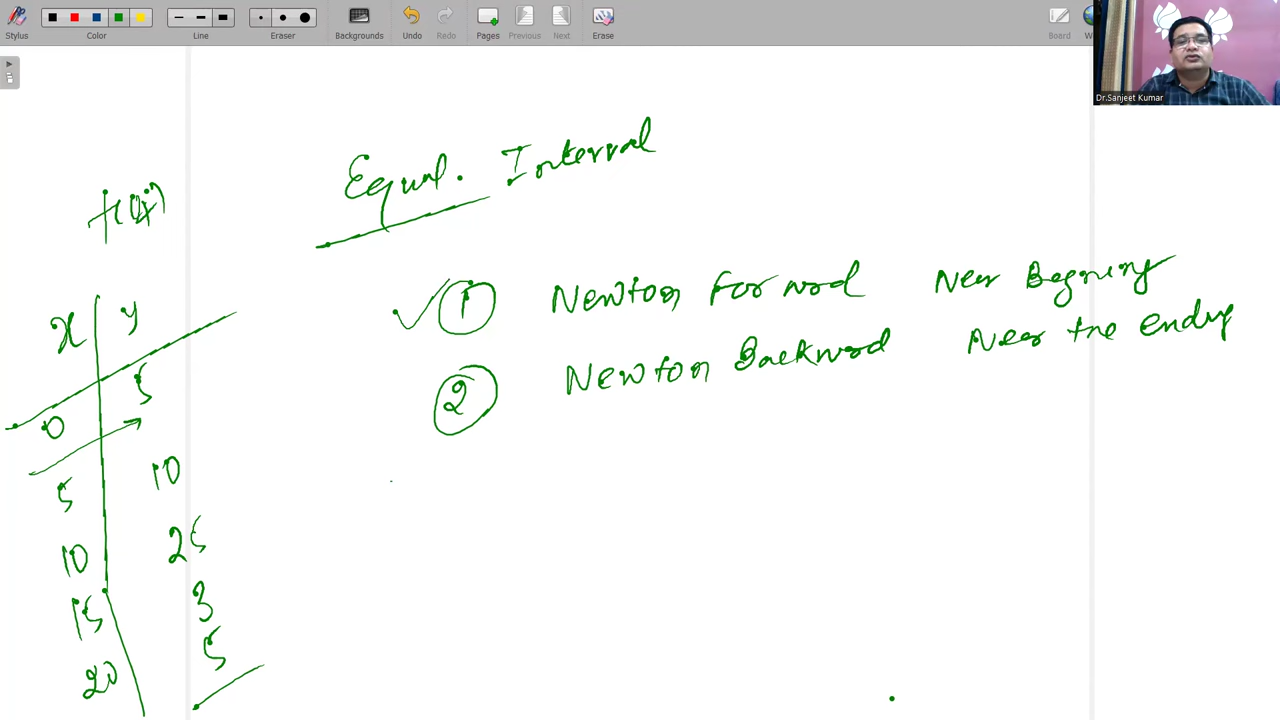 Stylus Color Line Eraser Backgrounds Undo Redo Pages Previous Next Erase Board
Dr.Sanjeet Kumar
Equal. Interval
1 Newton Forword Near Begning
2 Newton Backword Near the ending
x y
0 5
5 10
10 25
15 3
20 5